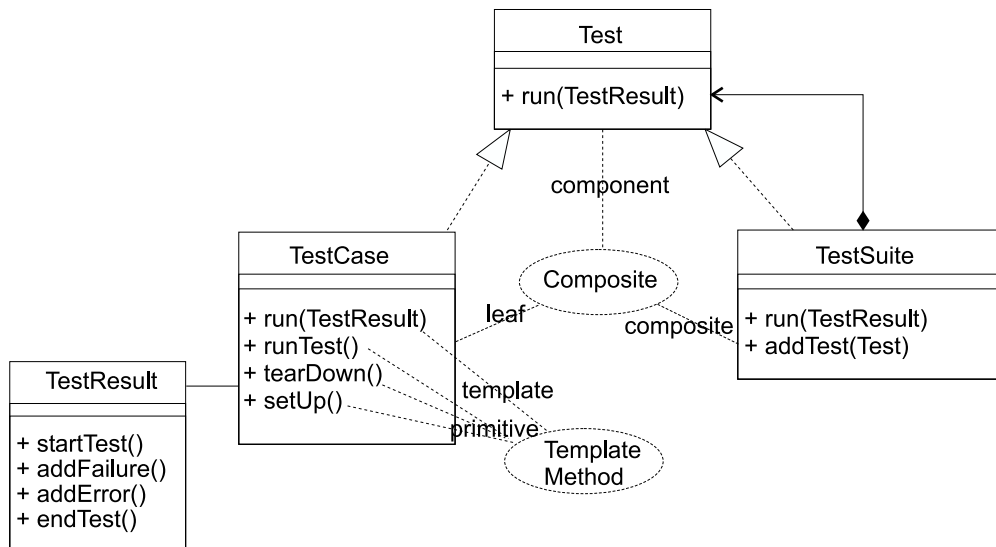 Test
+ run(TestResult)
component
TestCase
+ run(TestResult)
+ runTest()
+ tearDown()
+ setUp()
Composite
leaf
composite
TestSuite
+ run(TestResult)
+ addTest(Test)
TestResult
+ startTest()
+ addFailure()
+ addError()
+ endTest()
template
primitive
Template
Method